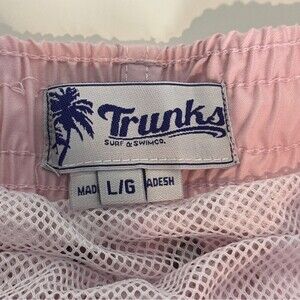 Trunks
SURF & SWIM CO.
MAD L/G ADESH